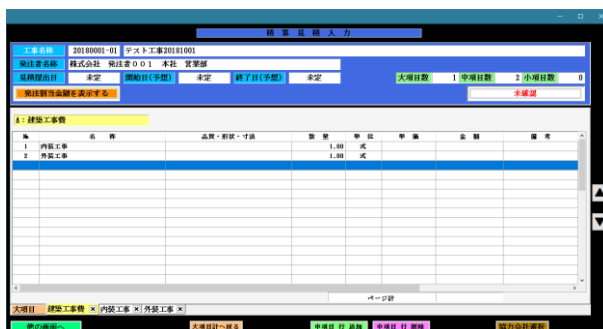 積算見積入力
工事名称 20180001-01 テスト工事20181001
発注者名称 株式会社 発注者001 本社 営業部
見積提出日 未定 開始日(予想) 未定 終了日(予想) 未定 大項目数 1 中項目数 2 小項目数 0
発注割当金額を表示する 未確認
A:建築工事費
№ 名称 品質・形状・寸法 数量 単位 単価 金額 備考
1 内装工事 1.00 式
2 外装工事 1.00 式
ページ計
大項目 建築工事費 × 内装工事 × 外装工事 ×
他の画面へ 大項目計へ戻る 中項目 行 追加 中項目 行 削除 協力会社選択